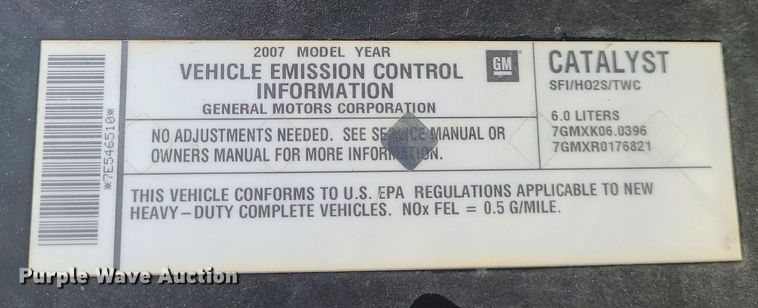 2007 MODEL YEAR
VEHICLE EMISSION CONTROL
INFORMATION
GENERAL MOTORS CORPORATION
GM
CATALYST
SFI/HO2S/TWC
6.0 LITERS
7GMXK06.0396
7GMXR0176821
NO ADJUSTMENTS NEEDED. SEE SERVICE MANUAL OR
OWNERS MANUAL FOR MORE INFORMATION.
THIS VEHICLE CONFORMS TO U.S. EPA REGULATIONS APPLICABLE TO NEW
HEAVY-DUTY COMPLETE VEHICLES. NOx FEL = 0.5 G/MILE.
*7E546510*
Purple Wave Auction